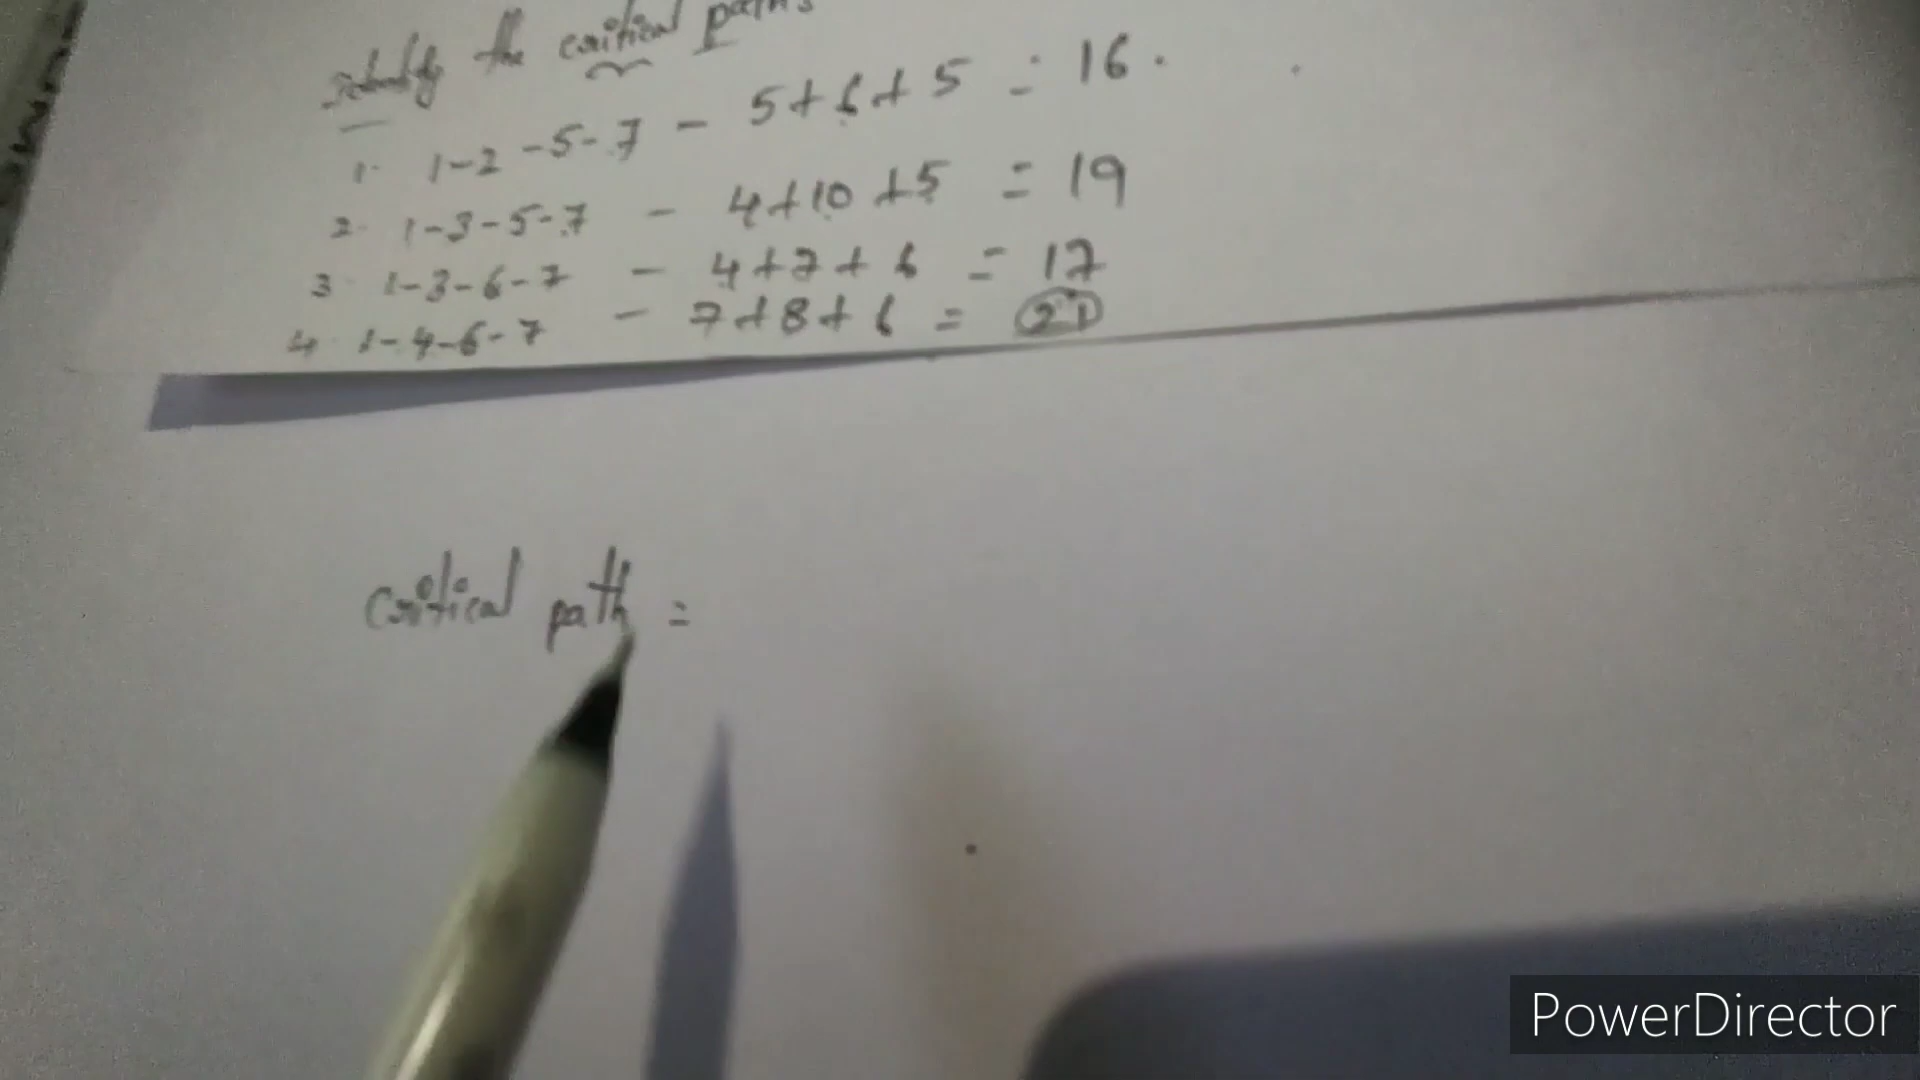 Identify the critical paths
1. 1-2-5-7 - 5+6+5 = 16.
2. 1-3-5-7 - 4+10+5 = 19
3. 1-3-6-7 - 4+7+6 = 17
4. 1-4-6-7 - 7+8+6 = 21
critical path =
PowerDirector